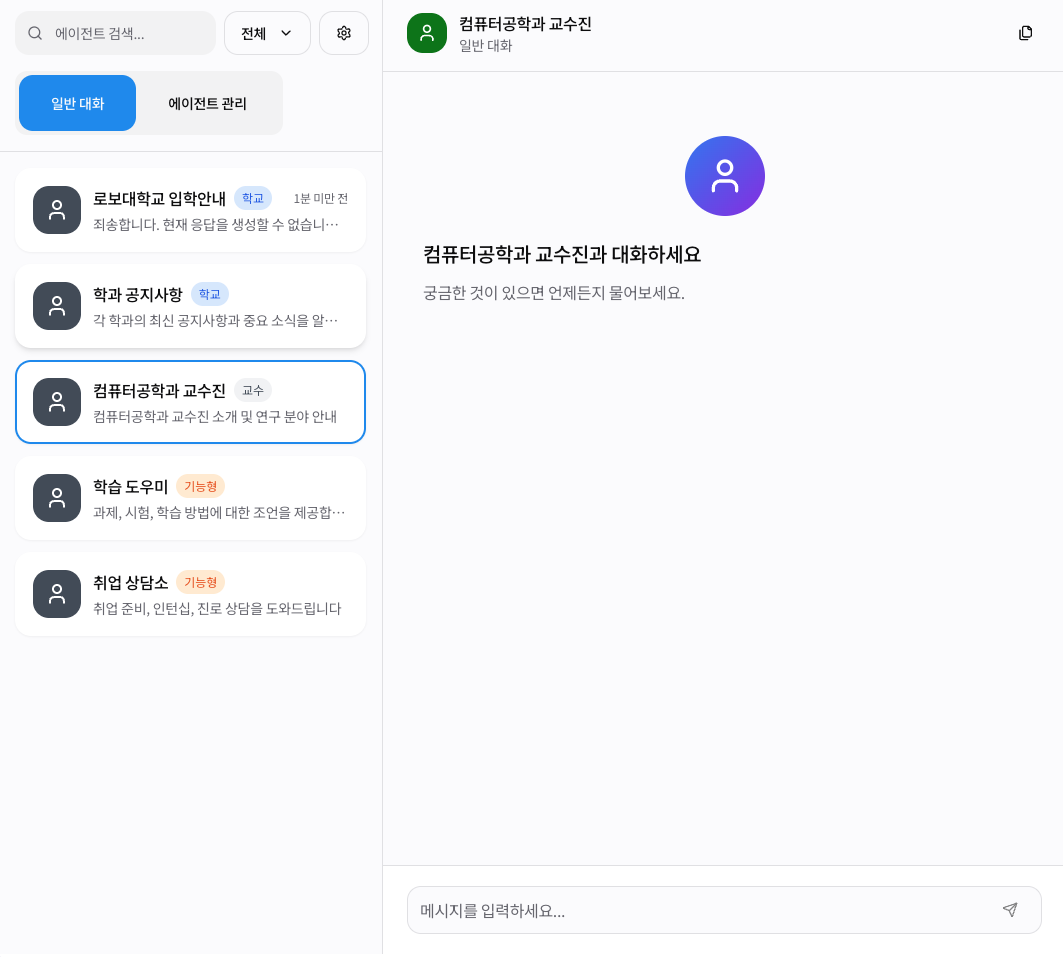 에이전트 검색...
전체
일반 대화
에이전트 관리
로보대학교 입학안내 학교 1분 미만 전
죄송합니다. 현재 응답을 생성할 수 없습니…
학과 공지사항 학교
각 학과의 최신 공지사항과 중요 소식을 알…
컴퓨터공학과 교수진 교수
컴퓨터공학과 교수진 소개 및 연구 분야 안내
학습 도우미 기능형
과제, 시험, 학습 방법에 대한 조언을 제공합…
취업 상담소 기능형
취업 준비, 인턴십, 진로 상담을 도와드립니다
컴퓨터공학과 교수진
일반 대화
컴퓨터공학과 교수진과 대화하세요
궁금한 것이 있으면 언제든지 물어보세요.
메시지를 입력하세요...